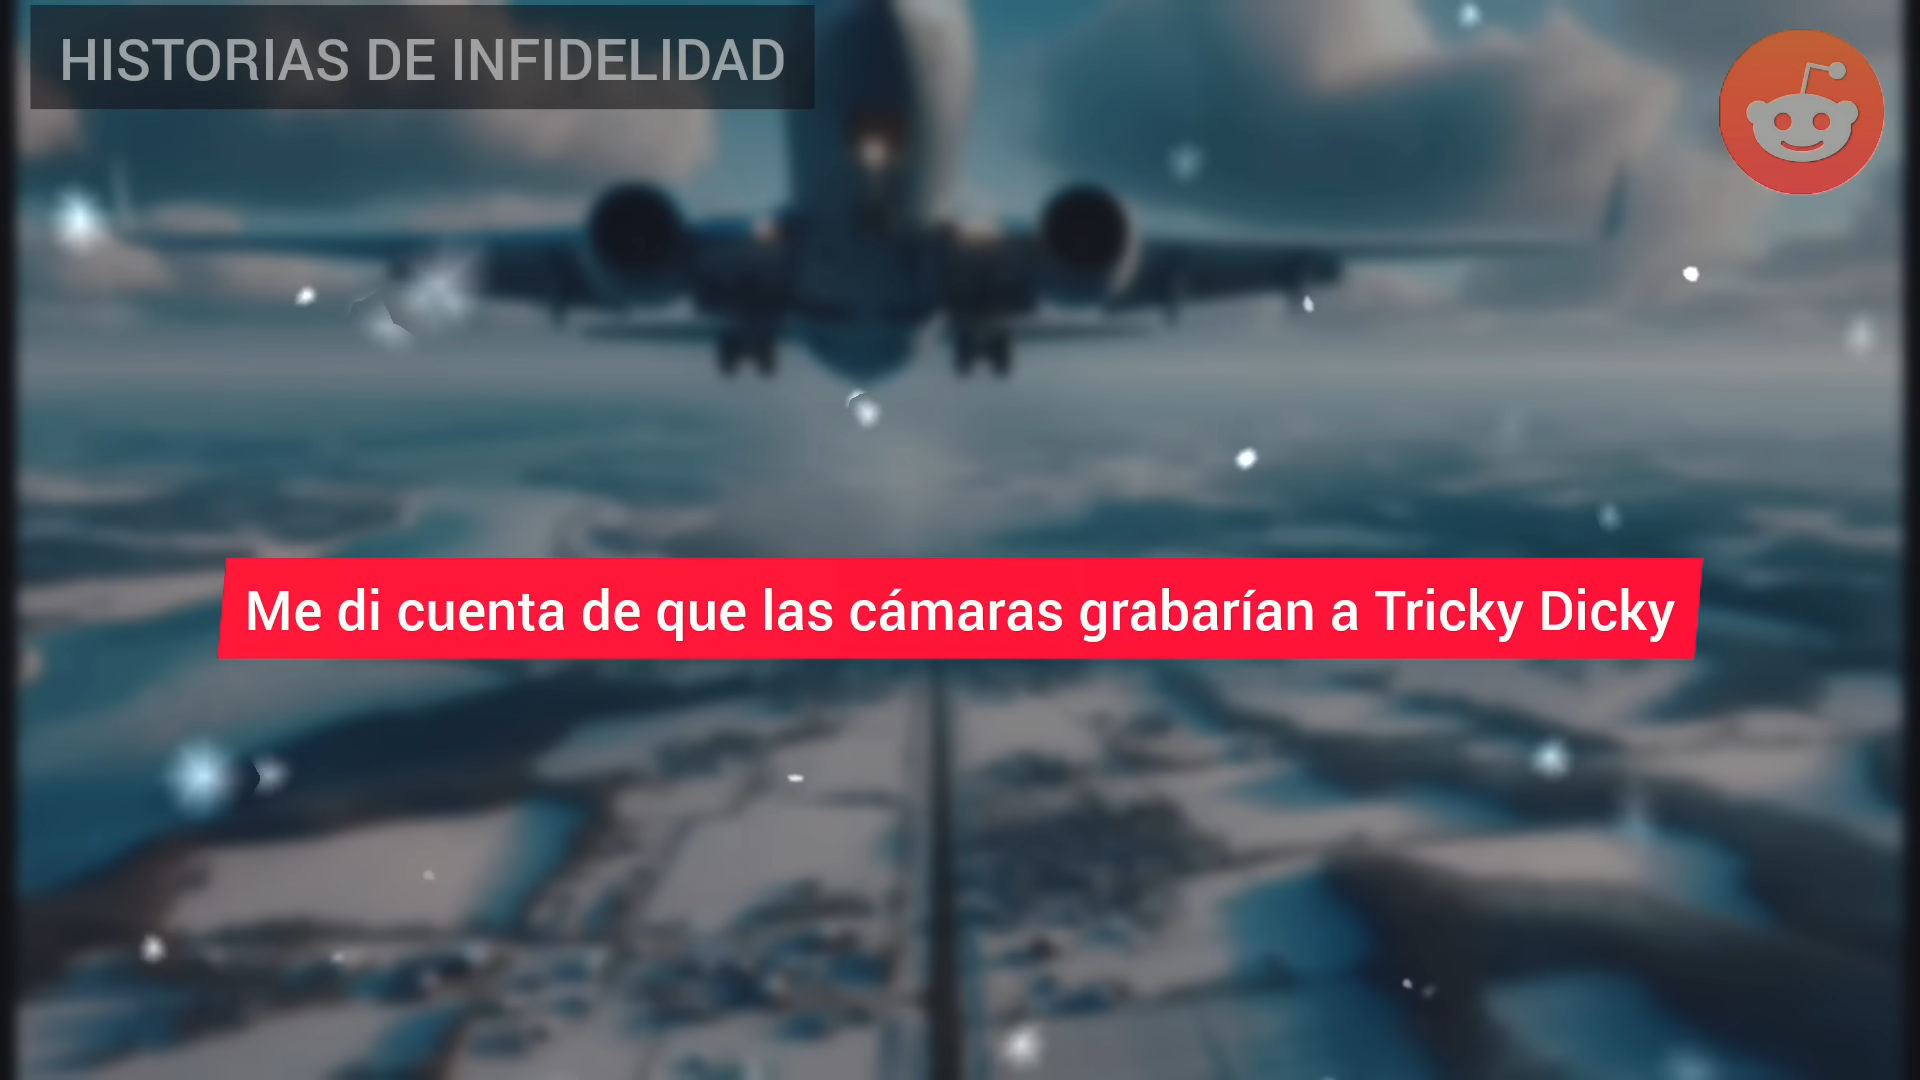 HISTORIAS DE INFIDELIDAD
Me di cuenta de que las cámaras grabarían a Tricky Dicky